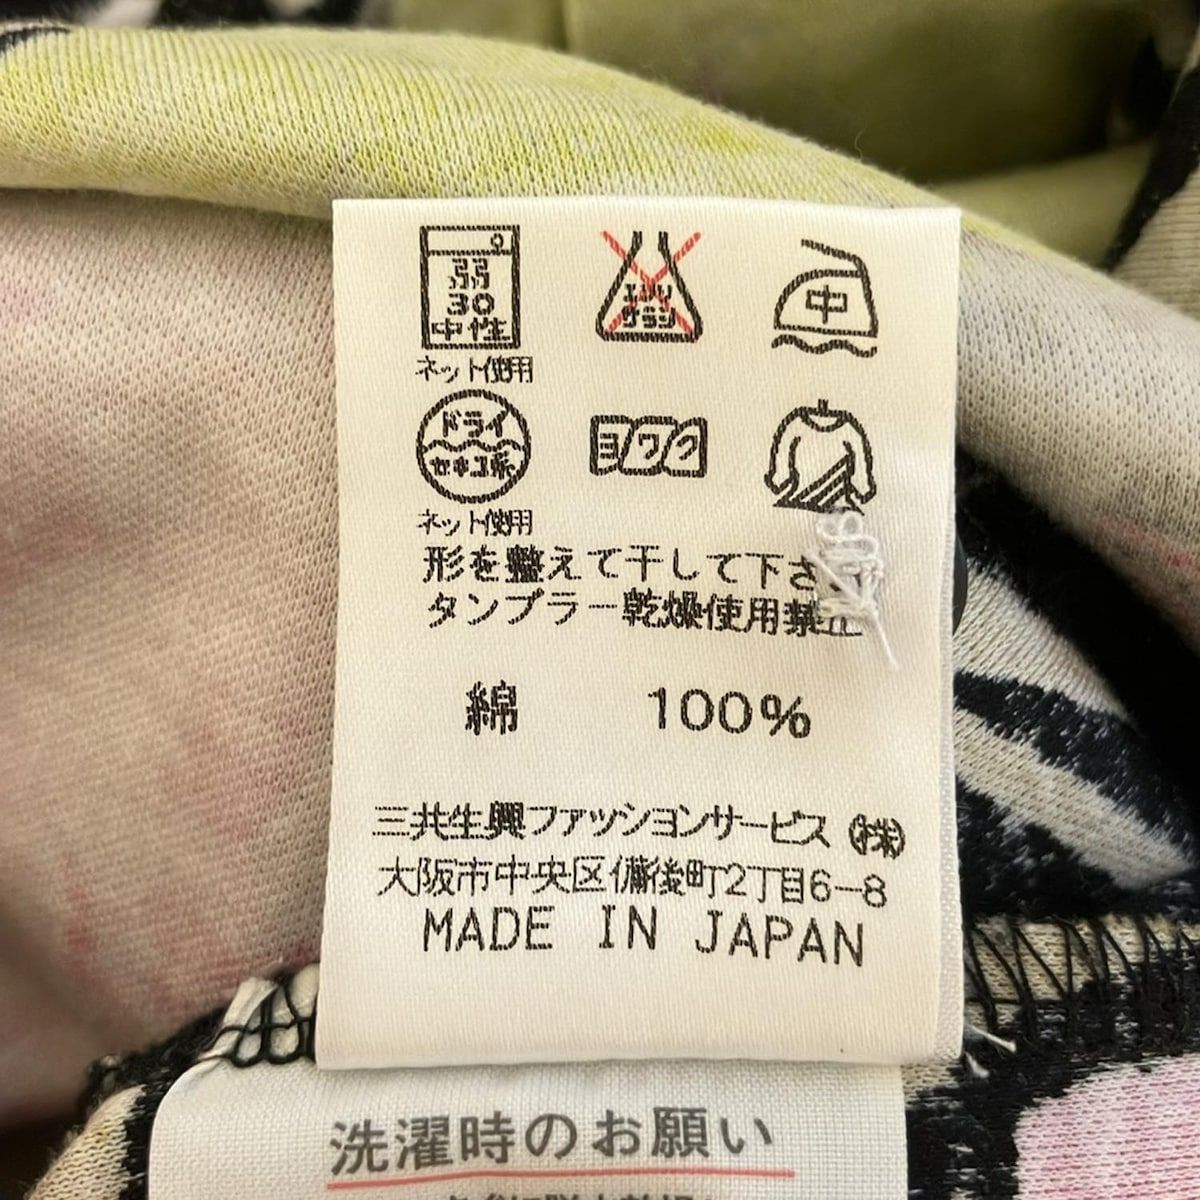 弱
30
中性
ネット使用
エンソ
サラシ
中
ドライ
セキユ系
ネット使用
ヨワク
形を整えて干して下さ
タンブラー乾燥使用禁止
綿 100%
三共生興ファッションサービス ㈱
大阪市中央区備後町2丁目6-8
MADE IN JAPAN
洗濯時のお願い